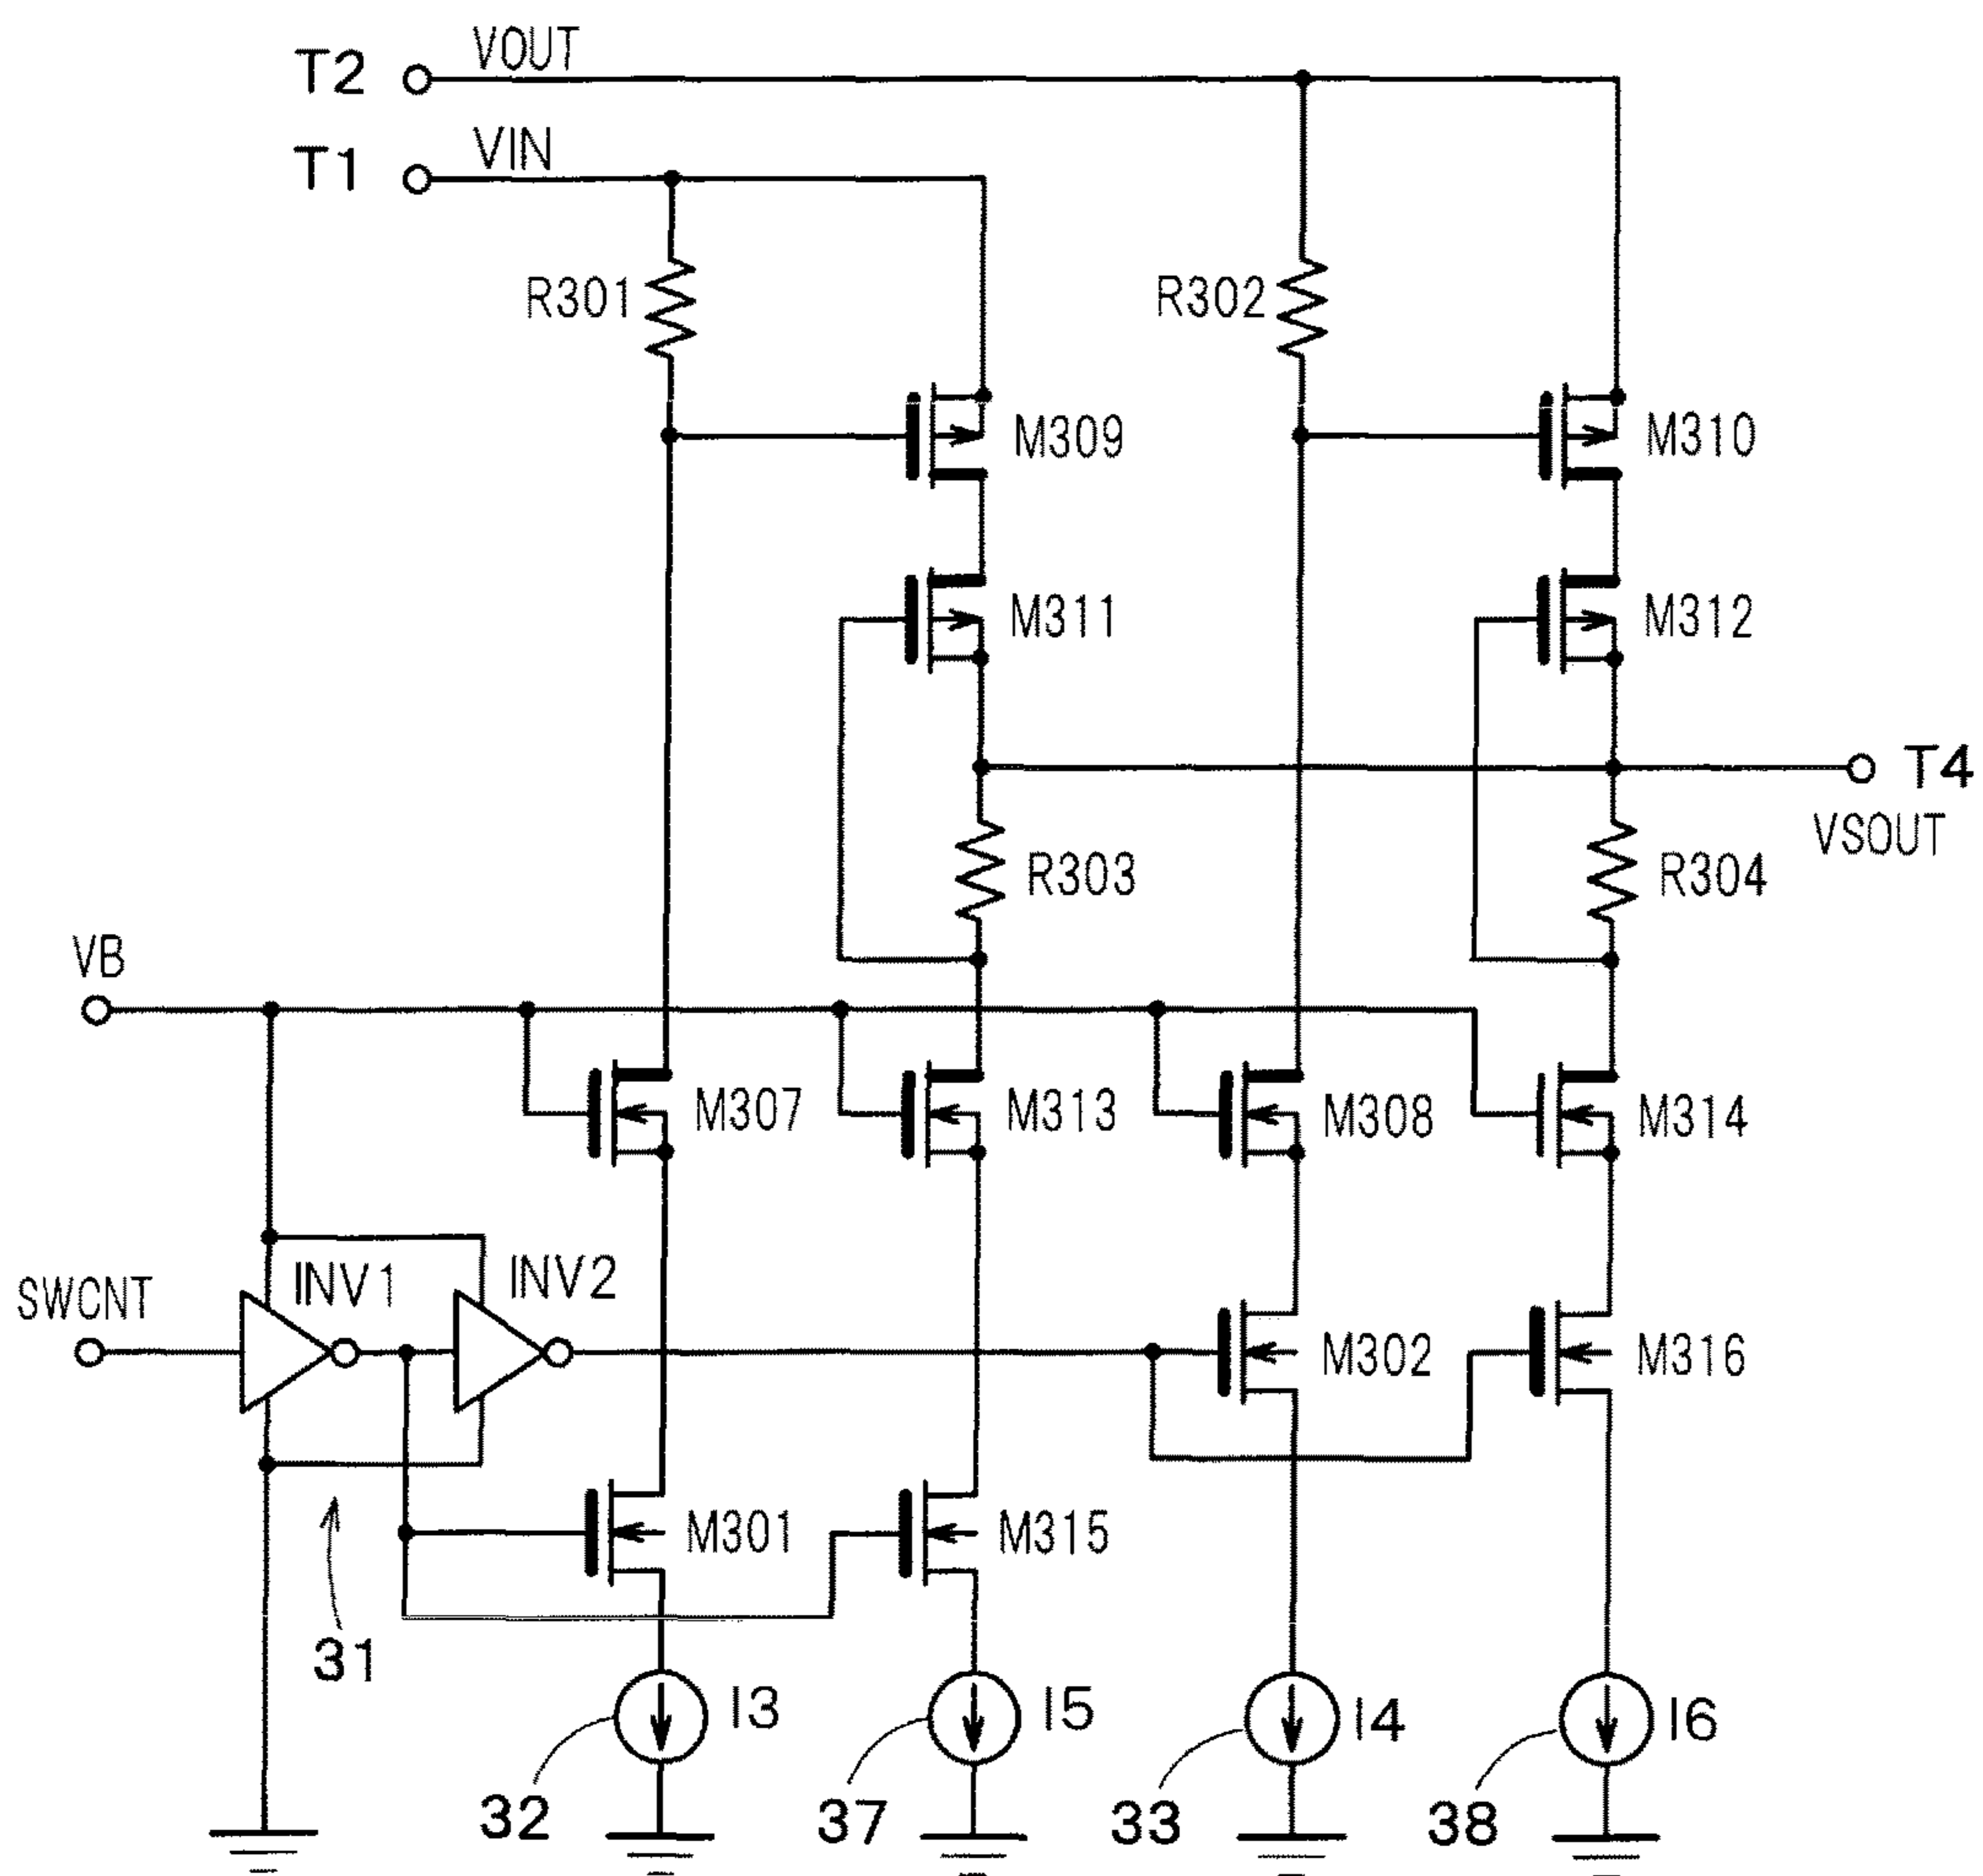 T2 VOUT
T1 VIN
R301
R302
M309
M310
M311
M312
T4
VSOUT
R303
R304
VB
M307
M313
M308
M314
SWCNT
INV1
INV2
M302
M316
M301
M315
31
I3
I5
I4
I6
32
37
33
38